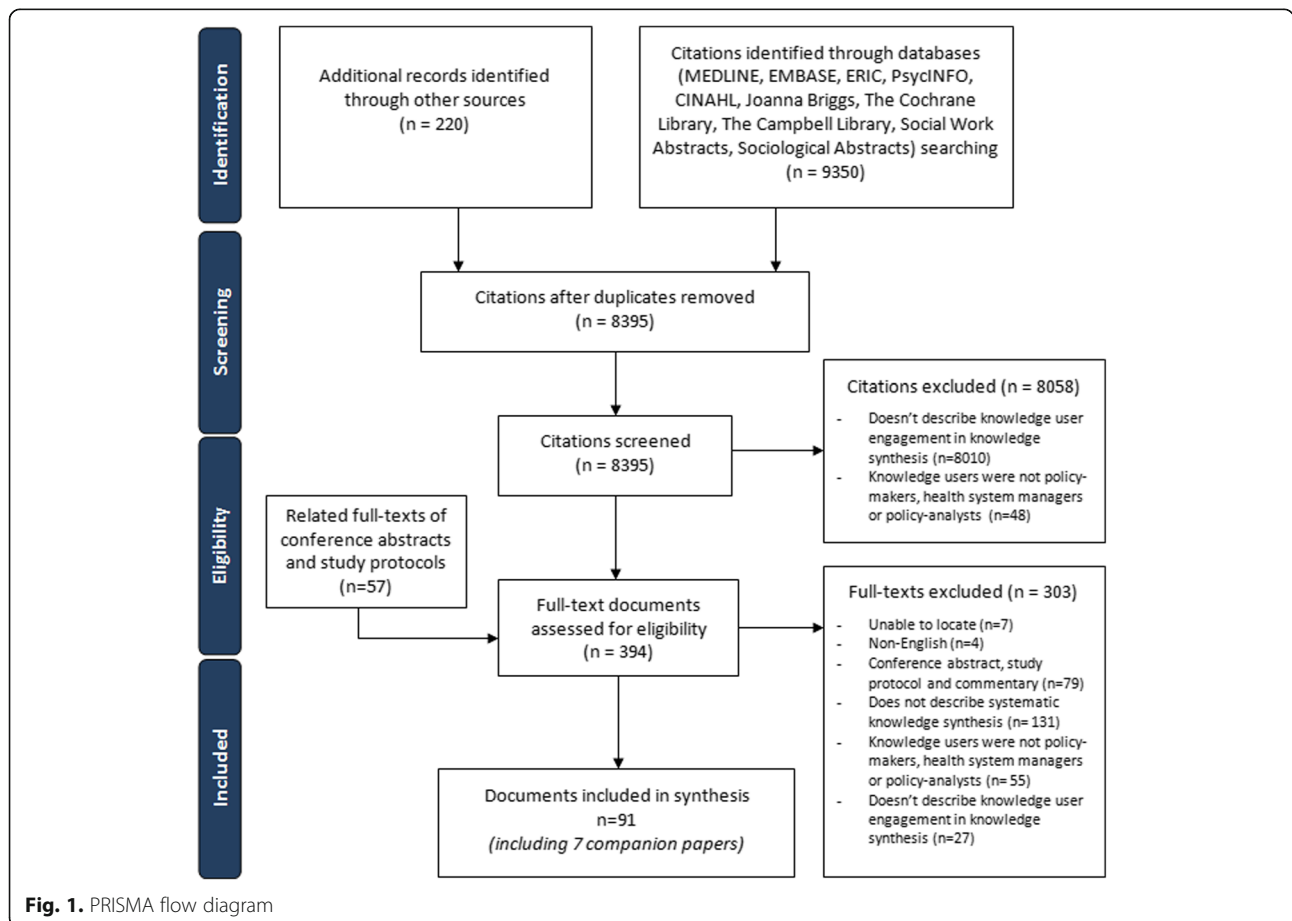 Identification
Additional records identified
through other sources
(n = 220)
Citations identified through databases
(MEDLINE, EMBASE, ERIC, PsycINFO,
CINAHL, Joanna Briggs, The Cochrane
Library, The Campbell Library, Social Work
Abstracts, Sociological Abstracts) searching
(n = 9350)
Screening
Citations after duplicates removed
(n = 8395)
Citations screened
(n = 8395)
Citations excluded (n = 8058)
- Doesn't describe knowledge user
engagement in knowledge
synthesis (n=8010)
- Knowledge users were not policy-
makers, health system managers
or policy-analysts (n=48)
Eligibility
Related full-texts of
conference abstracts
and study protocols
(n=57)
Full-text documents
assessed for eligibility
(n = 394)
Full-texts excluded (n = 303)
- Unable to locate (n=7)
- Non-English (n=4)
- Conference abstract, study
protocol and commentary (n=79)
- Does not describe systematic
knowledge synthesis (n= 131)
- Knowledge users were not policy-
makers, health system managers
or policy-analysts (n= 55)
- Doesn't describe knowledge user
engagement in knowledge
synthesis (n=27)
Included
Documents included in synthesis
n=91
(including 7 companion papers)
Fig. 1. PRISMA flow diagram